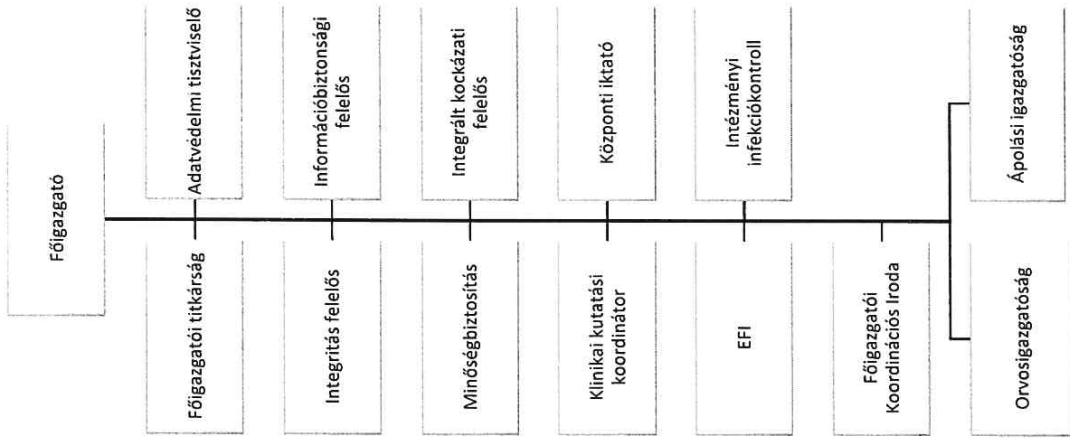 Főigazgató
Főigazgatói titkárság
Adatvédelmi tisztviselő
Integritás felelős
Információbiztonsági
felelős
Minőségbiztosítás
Integrált kockázati
felelős
Klinikai kutatási
koordinátor
Központi iktató
EFI
Intézményi
infekciókontroll
Főigazgatói
Koordinációs Iroda
Orvosigazgatóság
Ápolási igazgatóság